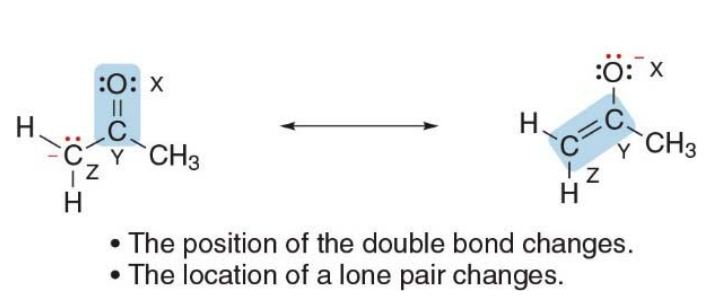 :O: X
:O:⁻ X
H
C
H
C
⁻C Z Y CH₃
C Y CH₃
H
Z
H
• The position of the double bond changes.
• The location of a lone pair changes.